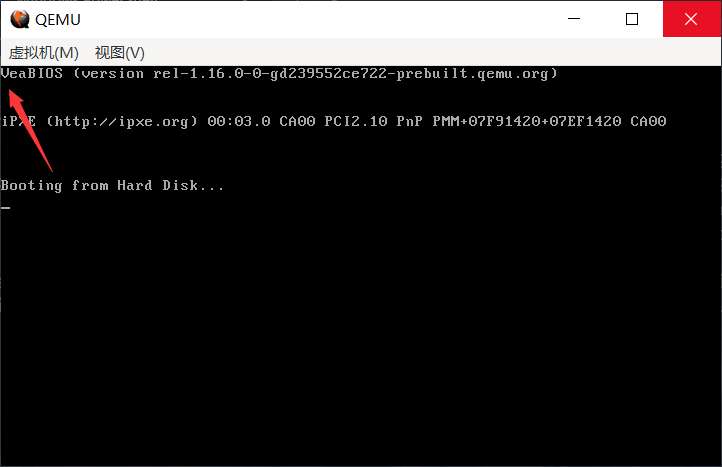 QEMU
虚拟机(M) 视图(V)
VeaBIOS (version rel-1.16.0-0-gd239552ce722-prebuilt.qemu.org)
iPXE (http://ipxe.org) 00:03.0 CA00 PCI2.10 PnP PMM+07F91420+07EF1420 CA00
Booting from Hard Disk...